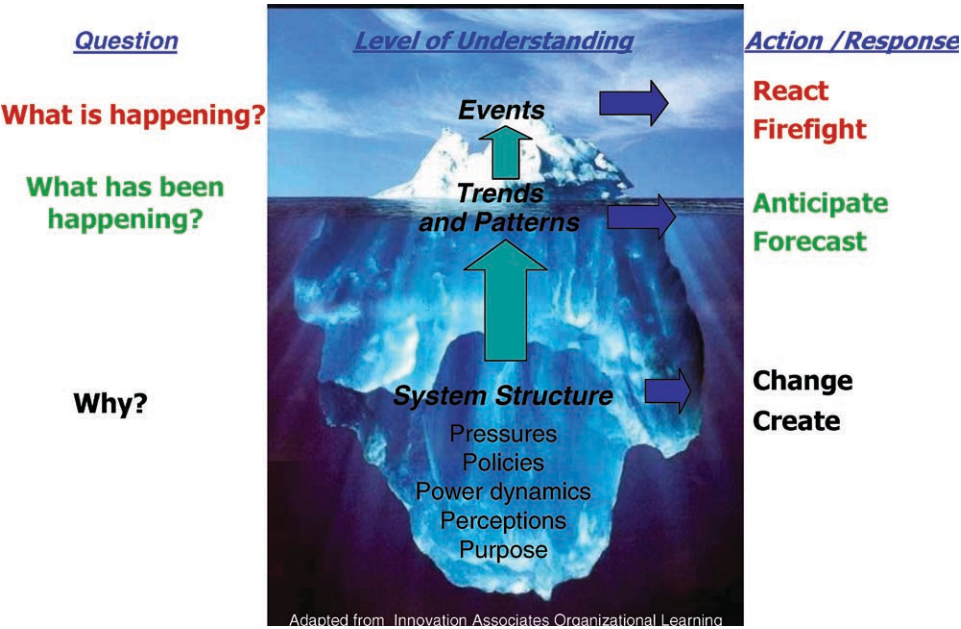 Question
Level of Understanding
Action /Response
What is happening?
Events
React
Firefight
What has been
happening?
Trends
and Patterns
Anticipate
Forecast
Why?
System Structure
Pressures
Policies
Power dynamics
Perceptions
Purpose
Change
Create
Adapted from Innovation Associates Organizational Learning